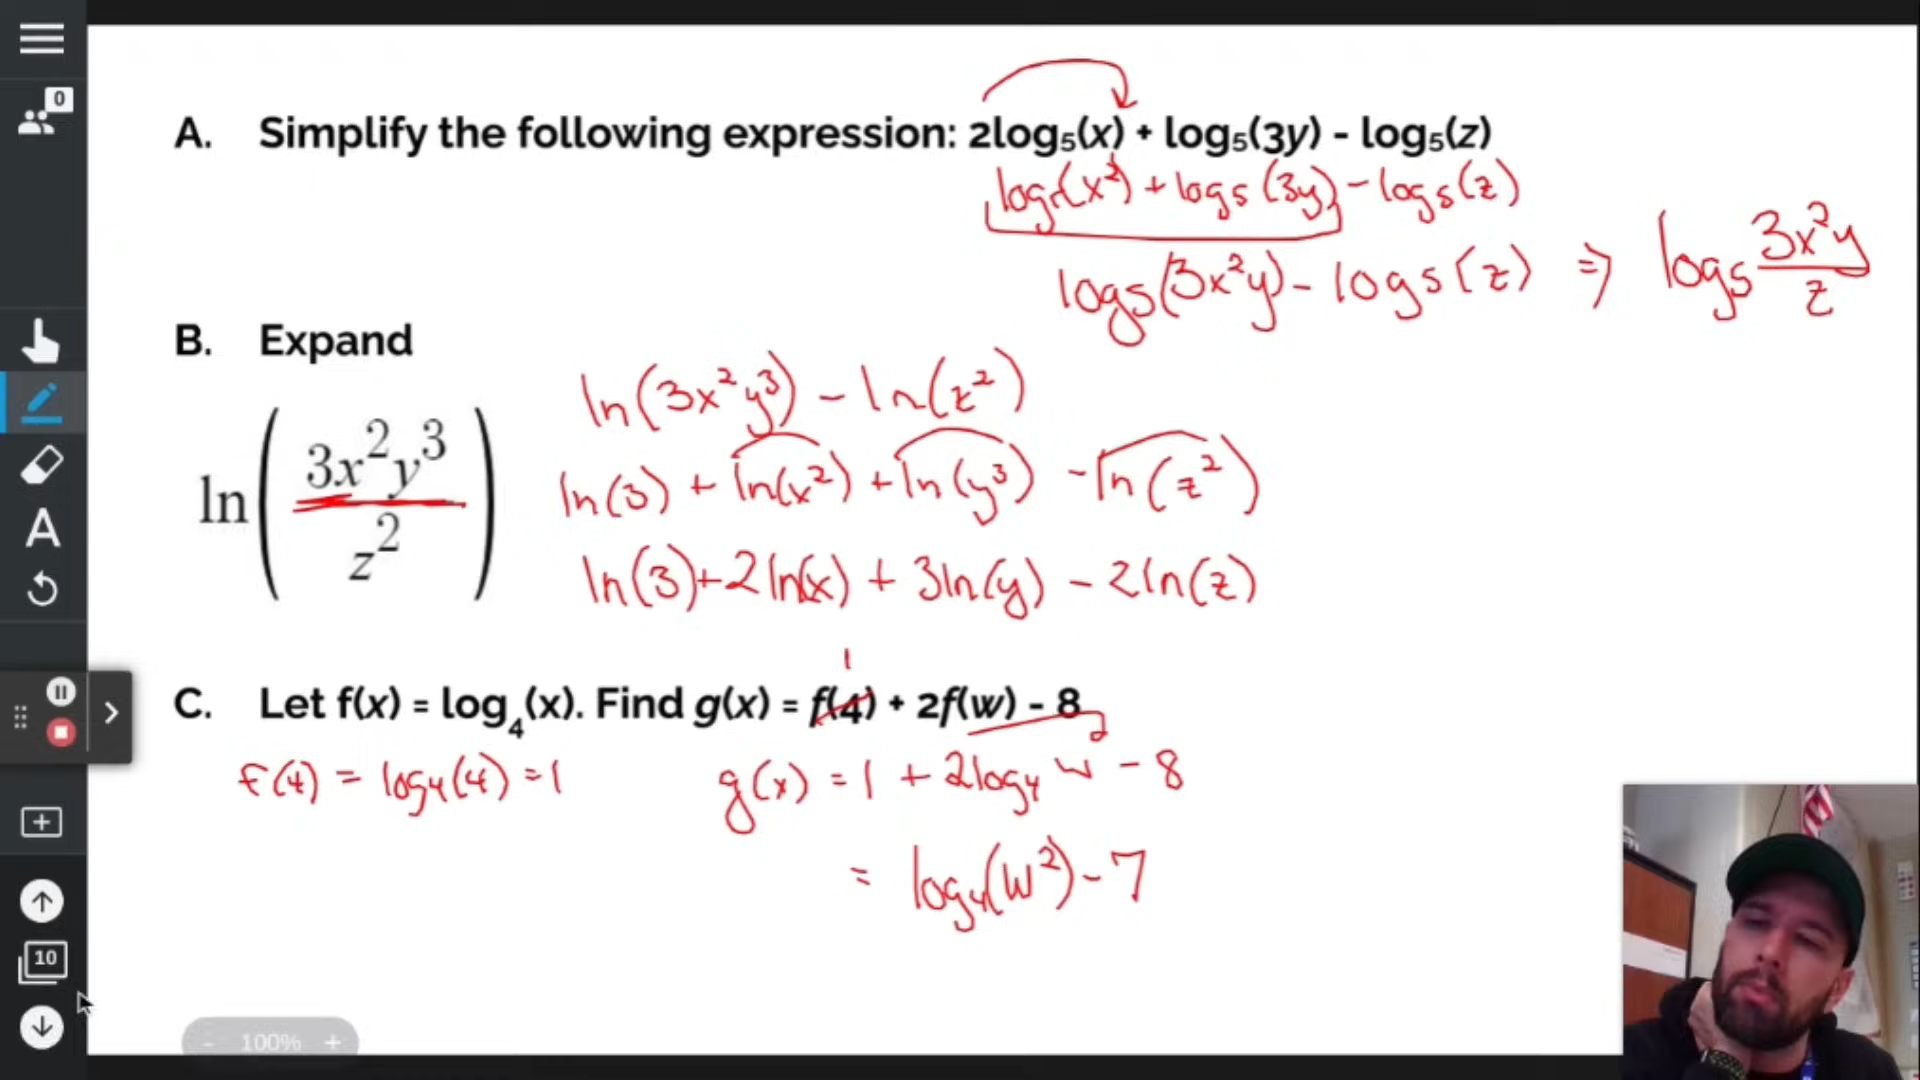 0
A. Simplify the following expression: 2log₅(x) + log₅(3y) - log₅(z)
log₅(x²) + log₅(3y) - log₅(z)
log₅(3x²y) - log₅(z) ⇒ log₅ 3x²y/z
B. Expand
ln(3x²y³/z²)
ln(3x²y³) - ln(z²)
ln(3) + ln(x²) + ln(y³) - ln(z²)
ln(3) + 2ln(x) + 3ln(y) - 2ln(z)
A
1
C. Let f(x) = log₄(x). Find g(x) = f(4) + 2f(w) - 8
f(4) = log₄(4) = 1
g(x) = 1 + 2log₄ w - 8
= log₄(w²) - 7
10
- 100% +